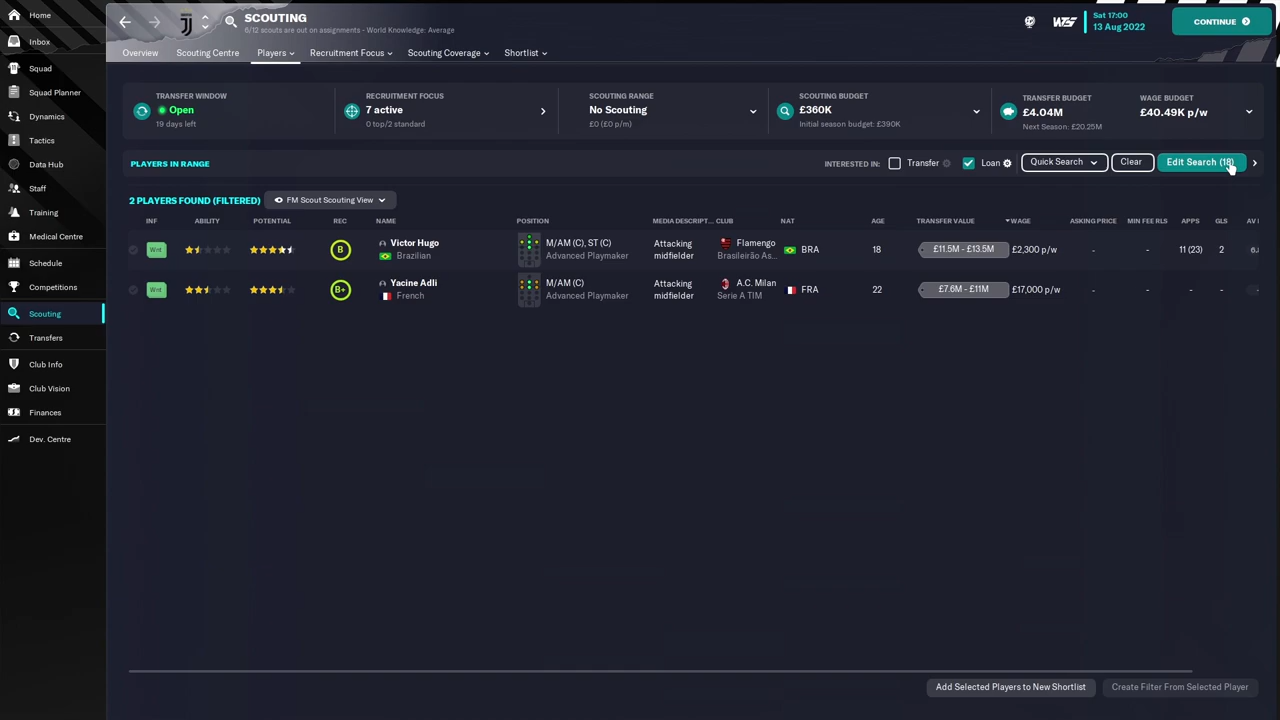 Home
Inbox
Squad
Squad Planner
Dynamics
Tactics
Data Hub
Staff
Training
Medical Centre
Schedule
Competitions
Scouting
Transfers
Club Info
Club Vision
Finances
Dev. Centre
SCOUTING
6/12 scouts are out on assignments - World Knowledge: Average
Sat 17:00
13 Aug 2022
CONTINUE
Overview Scouting Centre Players Recruitment Focus Scouting Coverage Shortlist
TRANSFER WINDOW
Open
19 days left
RECRUITMENT FOCUS
7 active
0 top/2 standard
SCOUTING RANGE
No Scouting
£0 (£0 p/m)
SCOUTING BUDGET
£360K
Initial season budget: £390K
TRANSFER BUDGET
£4.04M
Next Season: £20.25M
WAGE BUDGET
£40.49K p/w
PLAYERS IN RANGE
INTERESTED IN: Transfer Loan Quick Search Clear Edit Search (18)
2 PLAYERS FOUND (FILTERED) FM Scout Scouting View
INF ABILITY POTENTIAL REC NAME POSITION MEDIA DESCRIPT... CLUB NAT AGE TRANSFER VALUE WAGE ASKING PRICE MIN FEE RLS APPS GLS AV
Wnt B Victor Hugo M/AM (C), ST (C) Attacking Flamengo BRA 18 £11.5M - £13.5M £2,300 p/w - - 11 (23) 2
Brazilian Advanced Playmaker midfielder Brasileirão As...
Wnt B+ Yacine Adli M/AM (C) Attacking A.C. Milan FRA 22 £7.6M - £11M £17,000 p/w - - - - -
French Advanced Playmaker midfielder Serie A TIM
Add Selected Players to New Shortlist Create Filter From Selected Player